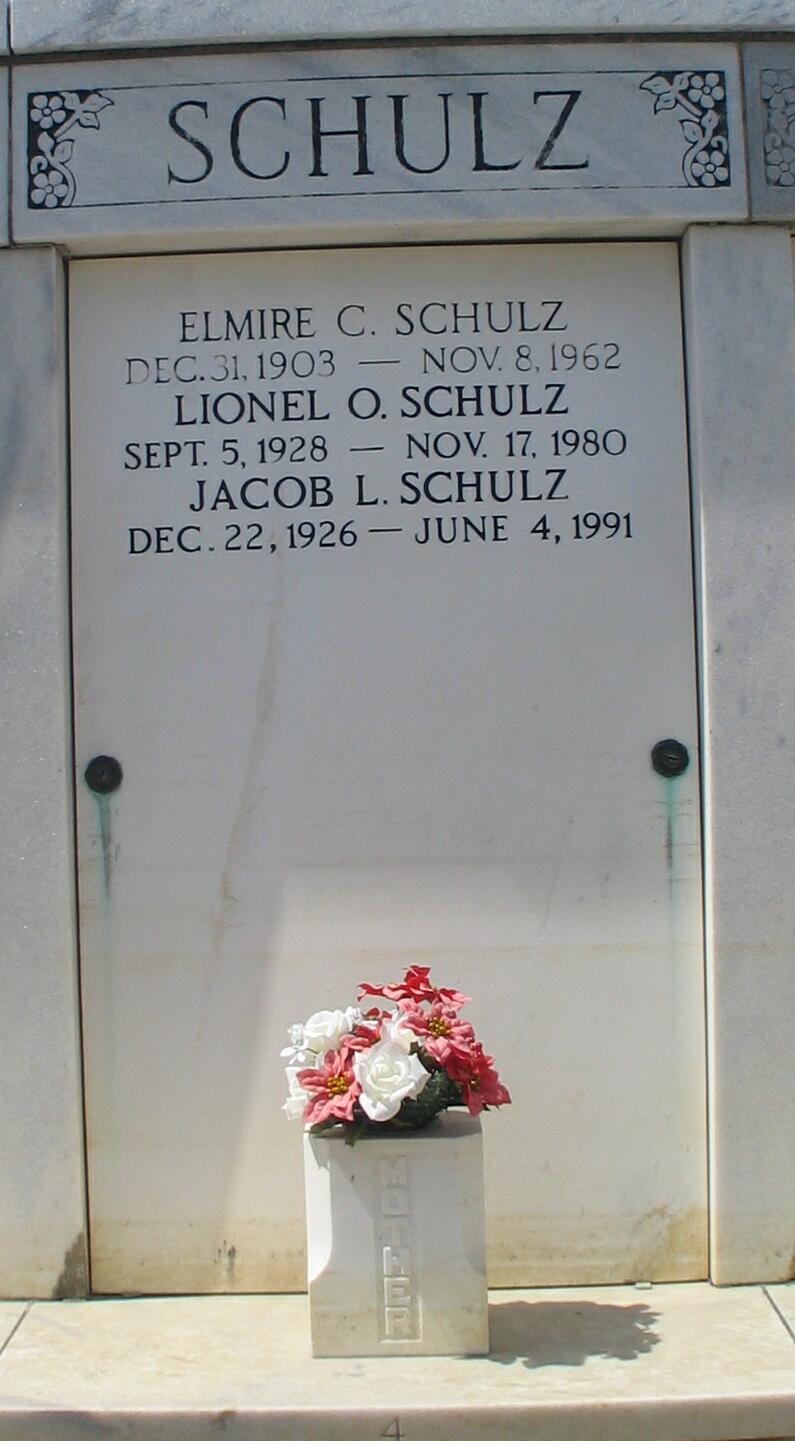 SCHULZ
ELMIRE C. SCHULZ
DEC. 31, 1903 — NOV. 8, 1962
LIONEL O. SCHULZ
SEPT. 5, 1928 — NOV. 17, 1980
JACOB L. SCHULZ
DEC. 22, 1926 — JUNE 4, 1991
MOTHER
4